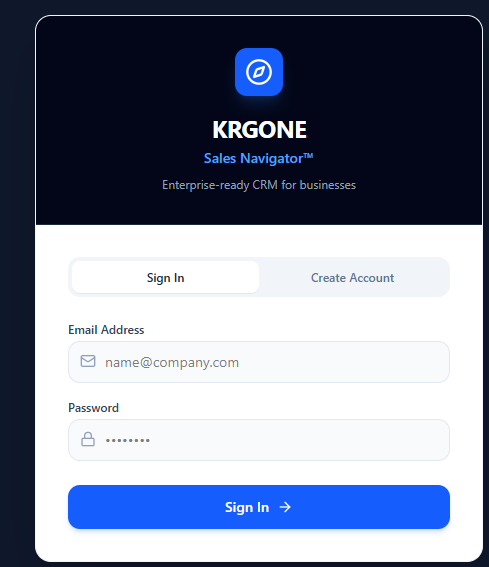 KRGONE
Sales Navigator™
Enterprise-ready CRM for businesses
Sign In
Create Account
Email Address
name@company.com
Password
••••••••
Sign In →